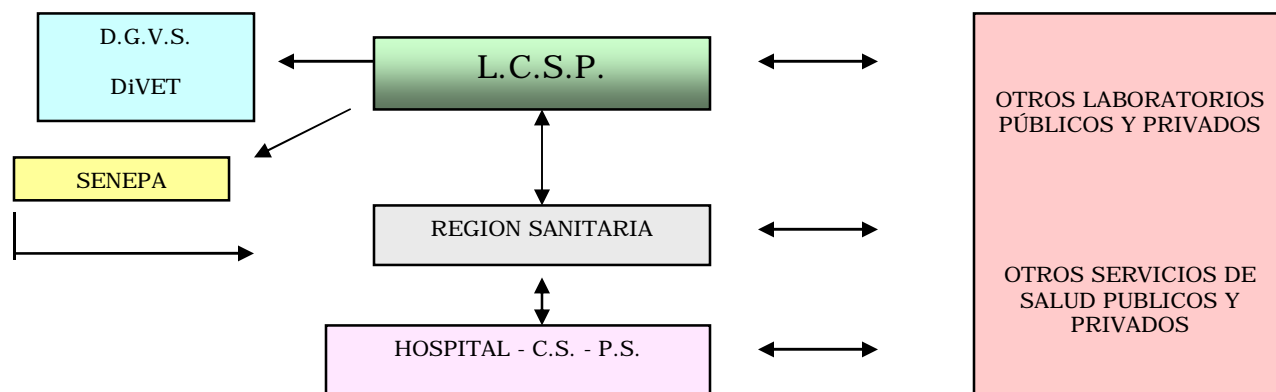 D.G.V.S.
DiVET
L.C.S.P.
OTROS LABORATORIOS
PÚBLICOS Y PRIVADOS
SENEPA
REGION SANITARIA
OTROS SERVICIOS DE
SALUD PUBLICOS Y
PRIVADOS
HOSPITAL - C.S. - P.S.